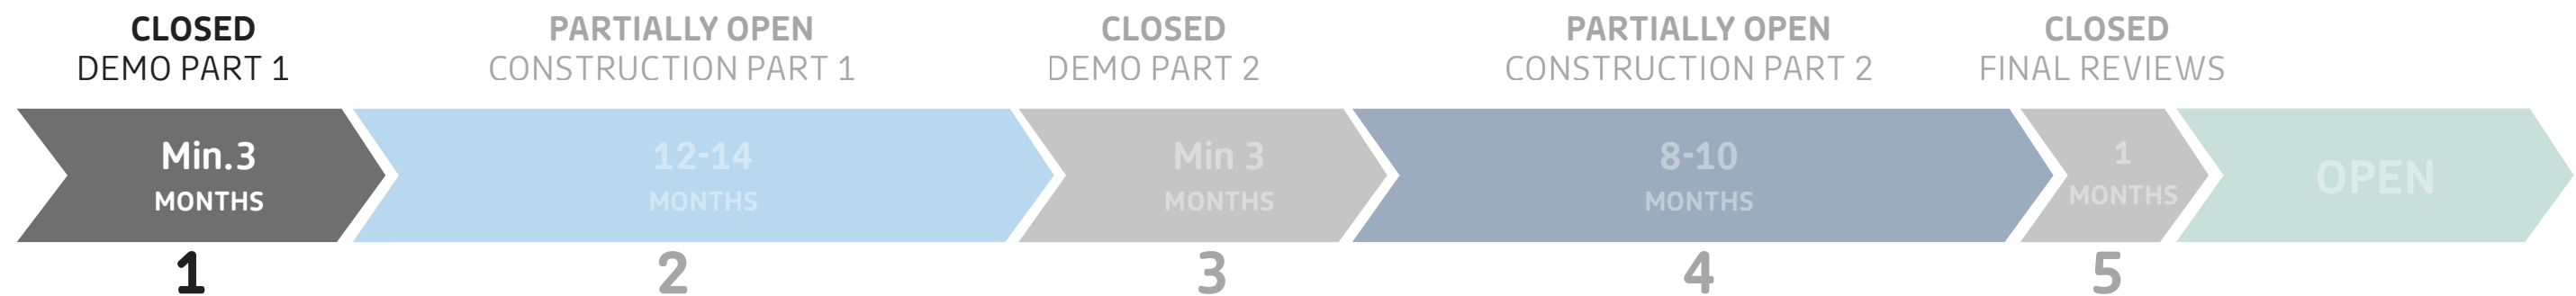 CLOSED
DEMO PART 1
PARTIALLY OPEN
CONSTRUCTION PART 1
CLOSED
DEMO PART 2
PARTIALLY OPEN
CONSTRUCTION PART 2
CLOSED
FINAL REVIEWS
Min.3
MONTHS
12-14
MONTHS
Min 3
MONTHS
8-10
MONTHS
1
MONTHS
OPEN
1
2
3
4
5